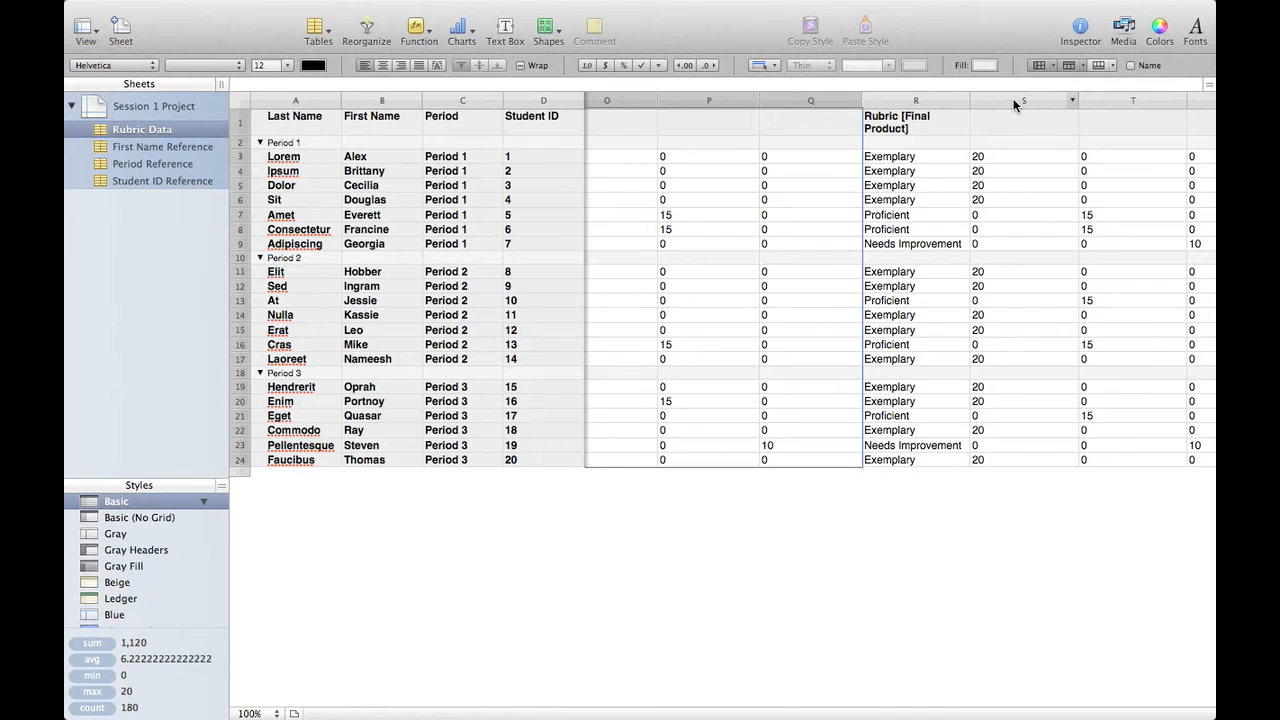 View Sheet Tables Reorganize Function Charts Text Box Shapes Comment Copy Style Paste Style Inspector Media Colors Fonts
Helvetica 12 Wrap 1.0 $ % .00 .0 Thin Fill: Name
Sheets
Session 1 Project
Rubric Data
First Name Reference
Period Reference
Student ID Reference
Styles
Basic
Basic (No Grid)
Gray
Gray Headers
Gray Fill
Beige
Ledger
Blue
sum 1,120
avg 6.22222222222222
min 0
max 20
count 180
A B C D O P Q R S T
1 Last Name First Name Period Student ID Rubric [Final
Product]
2 Period 1
3 Lorem Alex Period 1 1 0 0 Exemplary 20 0 0
4 Ipsum Brittany Period 1 2 0 0 Exemplary 20 0 0
5 Dolor Cecilia Period 1 3 0 0 Exemplary 20 0 0
6 Sit Douglas Period 1 4 0 0 Exemplary 20 0 0
7 Amet Everett Period 1 5 15 0 Proficient 0 15 0
8 Consectetur Francine Period 1 6 15 0 Proficient 0 15 0
9 Adipiscing Georgia Period 1 7 0 0 Needs Improvement 0 0 10
10 Period 2
11 Elit Hobber Period 2 8 0 0 Exemplary 20 0 0
12 Sed Ingram Period 2 9 0 0 Exemplary 20 0 0
13 At Jessie Period 2 10 0 0 Proficient 0 15 0
14 Nulla Kassie Period 2 11 0 0 Exemplary 20 0 0
15 Erat Leo Period 2 12 0 0 Exemplary 20 0 0
16 Cras Mike Period 2 13 15 0 Proficient 0 15 0
17 Laoreet Nameesh Period 2 14 0 0 Exemplary 20 0 0
18 Period 3
19 Hendrerit Oprah Period 3 15 0 0 Exemplary 20 0 0
20 Enim Portnoy Period 3 16 15 0 Exemplary 20 0 0
21 Eget Quasar Period 3 17 0 0 Proficient 0 15 0
22 Commodo Ray Period 3 18 0 0 Exemplary 20 0 0
23 Pellentesque Steven Period 3 19 0 10 Needs Improvement 0 0 10
24 Faucibus Thomas Period 3 20 0 0 Exemplary 20 0 0
100%